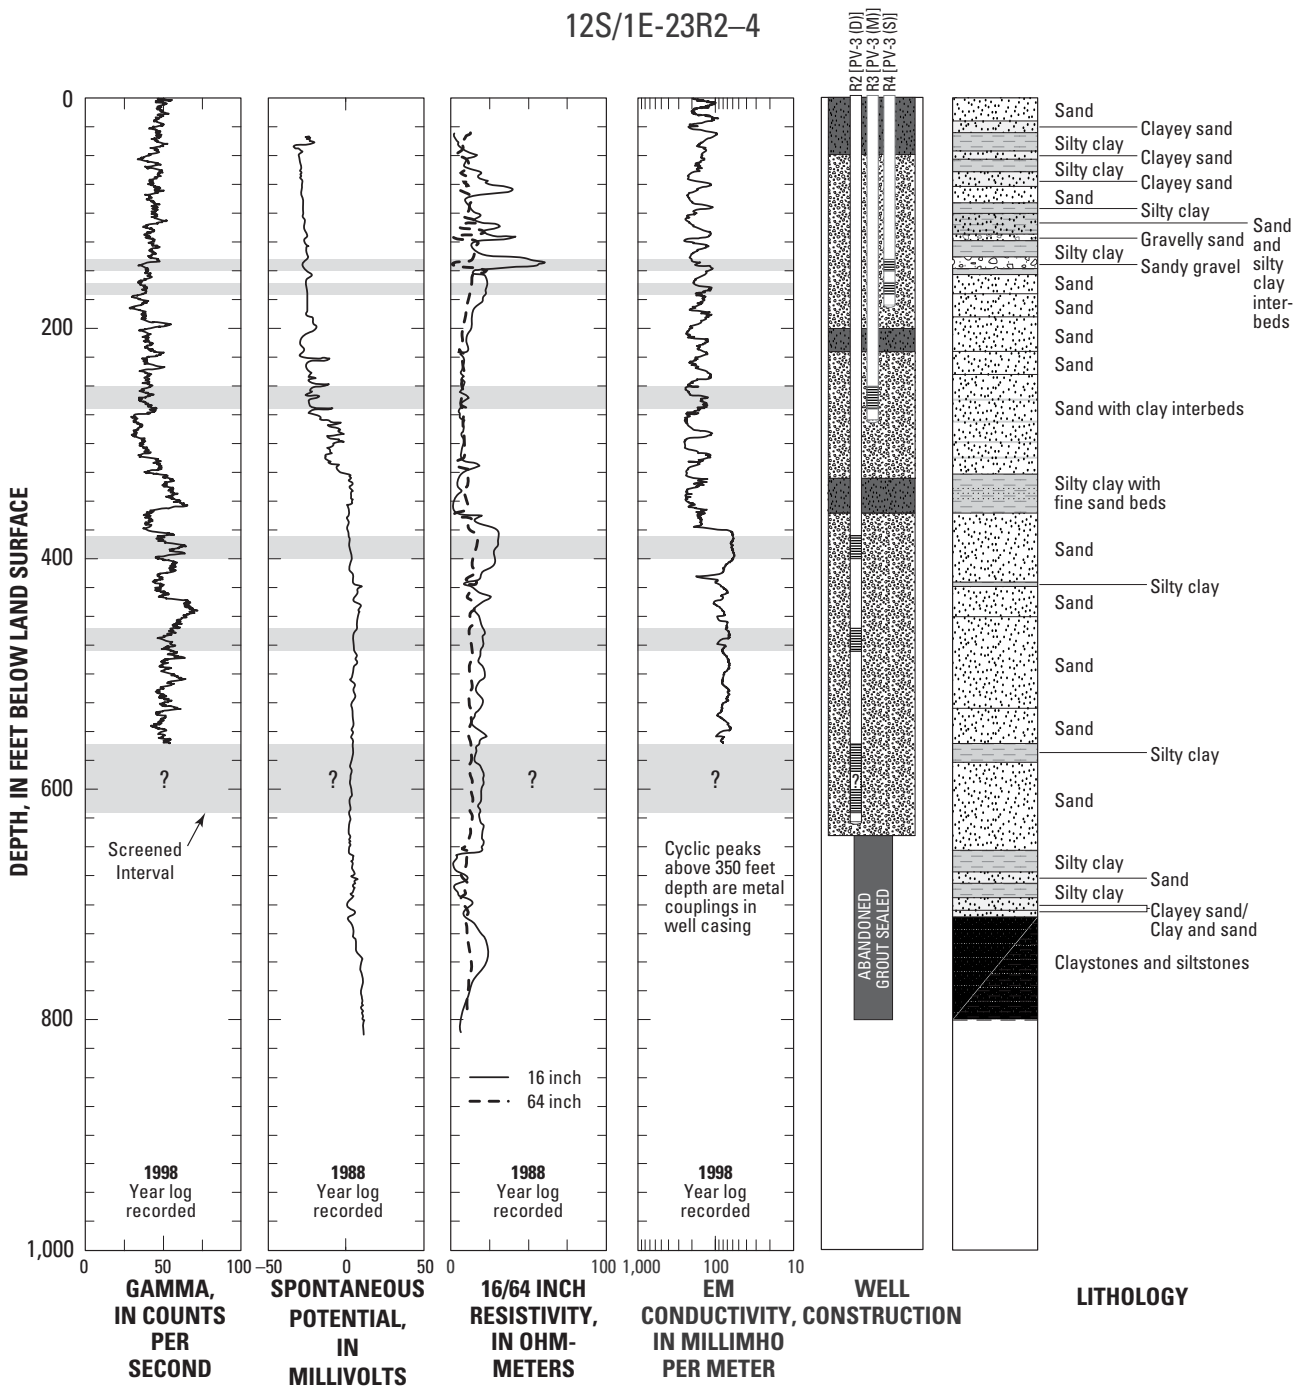 12S/1E-23R2–4
R2 [PV-3 (D)]
R3 [PV-3 (M)]
R4 [PV-3 (S)]
DEPTH, IN FEET BELOW LAND SURFACE
0
200
400
600
800
1,000
?
?
?
?
?
Screened
Interval
Cyclic peaks
above 350 feet
depth are metal
couplings in
well casing
ABANDONED
GROUT SEALED
16 inch
64 inch
1998
Year log
recorded
1988
Year log
recorded
1988
Year log
recorded
1998
Year log
recorded
0
50
100
–50
0
50
0
50
100
1,000
100
10
GAMMA,
IN COUNTS
PER
SECOND
SPONTANEOUS
POTENTIAL,
IN
MILLIVOLTS
16/64 INCH
RESISTIVITY,
IN OHM-
METERS
EM
CONDUCTIVITY,
IN MILLIMHO
PER METER
WELL
CONSTRUCTION
LITHOLOGY
Sand
Clayey sand
Silty clay
Clayey sand
Silty clay
Clayey sand
Sand
Silty clay
Sand
and
silty
clay
inter-
beds
Gravelly sand
Silty clay
Sandy gravel
Sand
Sand
Sand
Sand
Sand with clay interbeds
Silty clay with
fine sand beds
Sand
Silty clay
Sand
Sand
Sand
Silty clay
Sand
Silty clay
Sand
Silty clay
Clayey sand/
Clay and sand
Claystones and siltstones